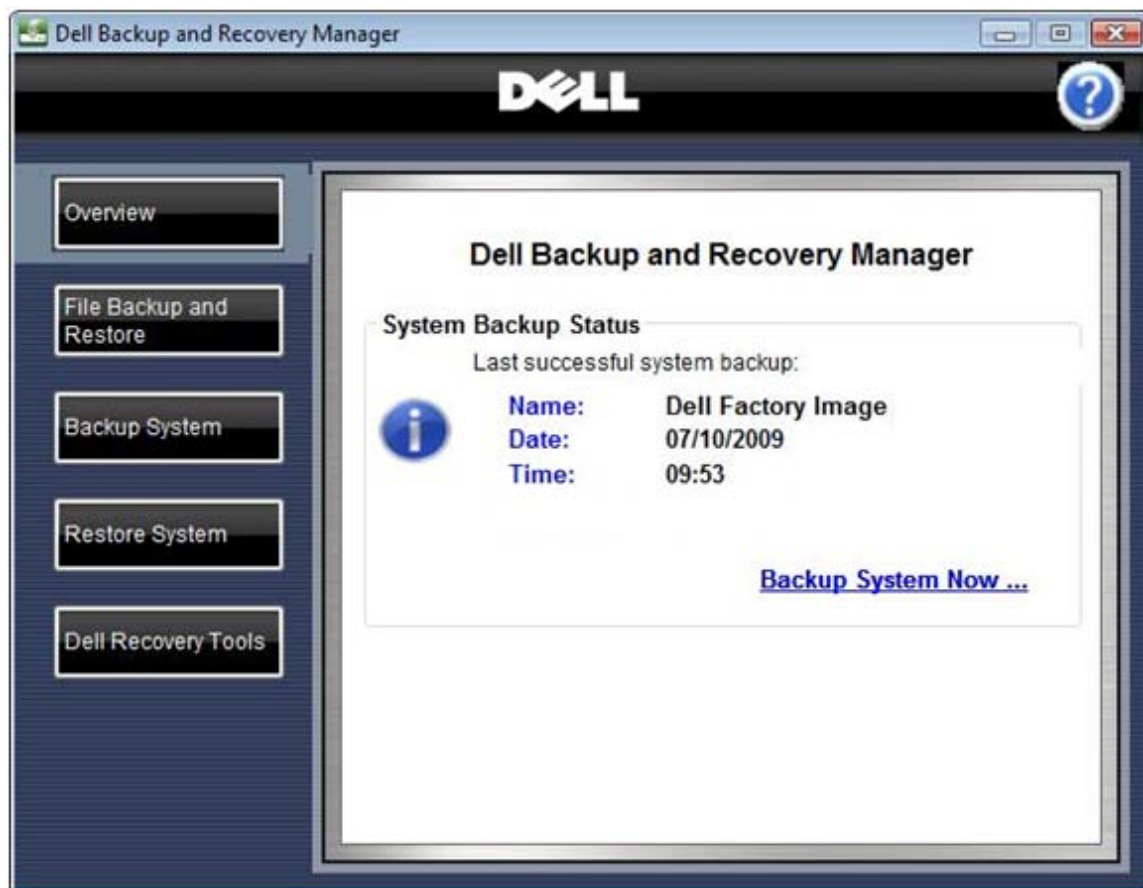 Dell Backup and Recovery Manager
DELL
?
Overview
File Backup and
Restore
Backup System
Restore System
Dell Recovery Tools
Dell Backup and Recovery Manager
System Backup Status
Last successful system backup:
i
Name: Dell Factory Image
Date: 07/10/2009
Time: 09:53
Backup System Now ...